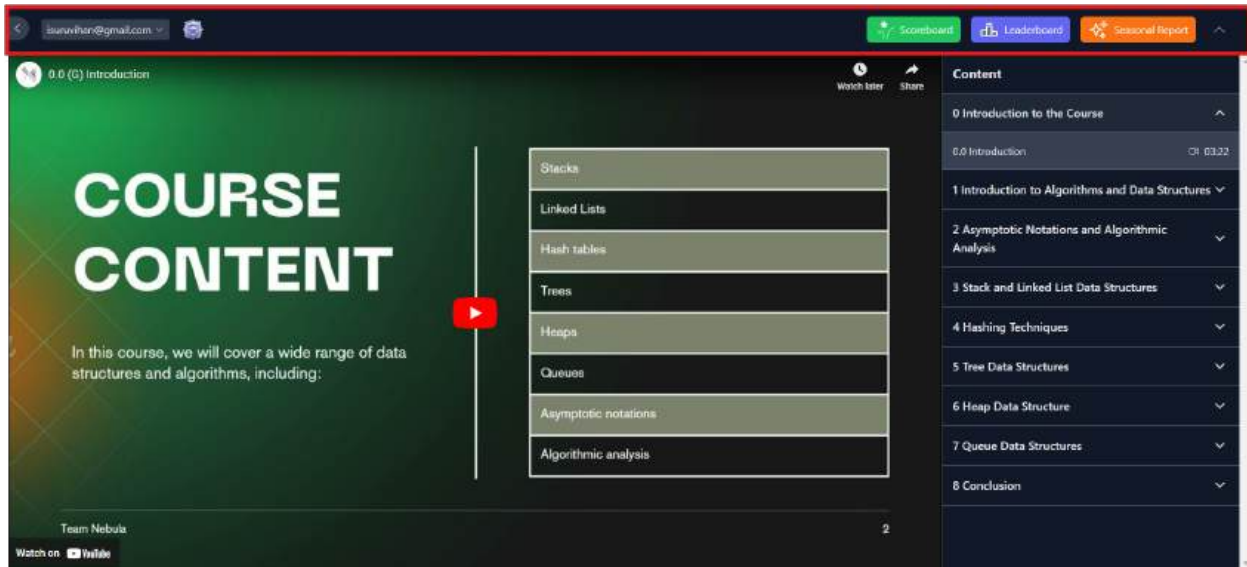 isuruvihan@gmail.com
Scoreboard
Leaderboard
Seasonal Report
0.0 (G) Introduction
Watch later
Share
COURSE
CONTENT
In this course, we will cover a wide range of data
structures and algorithms, including:
Stacks
Linked Lists
Hash tables
Trees
Heaps
Queues
Asymptotic notations
Algorithmic analysis
Team Nebula
2
Watch on YouTube
Content
0 Introduction to the Course
0.0 Introduction 03:22
1 Introduction to Algorithms and Data Structures
2 Asymptotic Notations and Algorithmic
Analysis
3 Stack and Linked List Data Structures
4 Hashing Techniques
5 Tree Data Structures
6 Heap Data Structure
7 Queue Data Structures
8 Conclusion